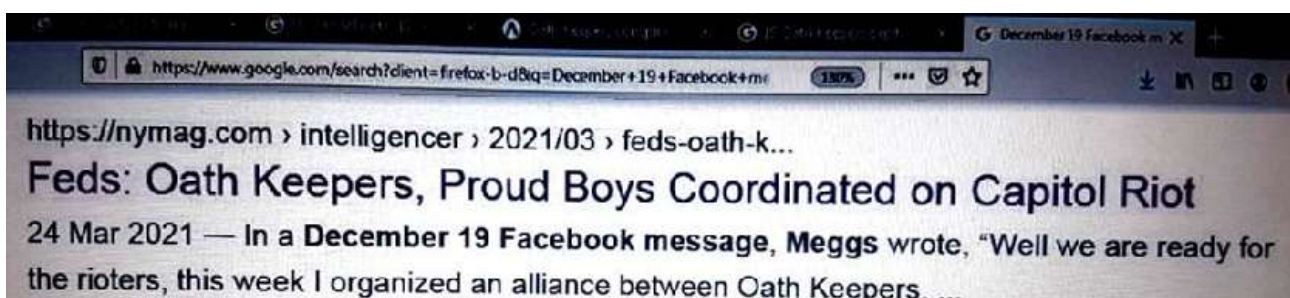 G December 19 Facebook m
https://www.google.com/search?client=firefox-b-d&q=December+19+Facebook+me
150%
https://nymag.com › intelligencer › 2021/03 › feds-oath-k...
Feds: Oath Keepers, Proud Boys Coordinated on Capitol Riot
24 Mar 2021 — In a December 19 Facebook message, Meggs wrote, "Well we are ready for
the rioters, this week I organized an alliance between Oath Keepers, ...